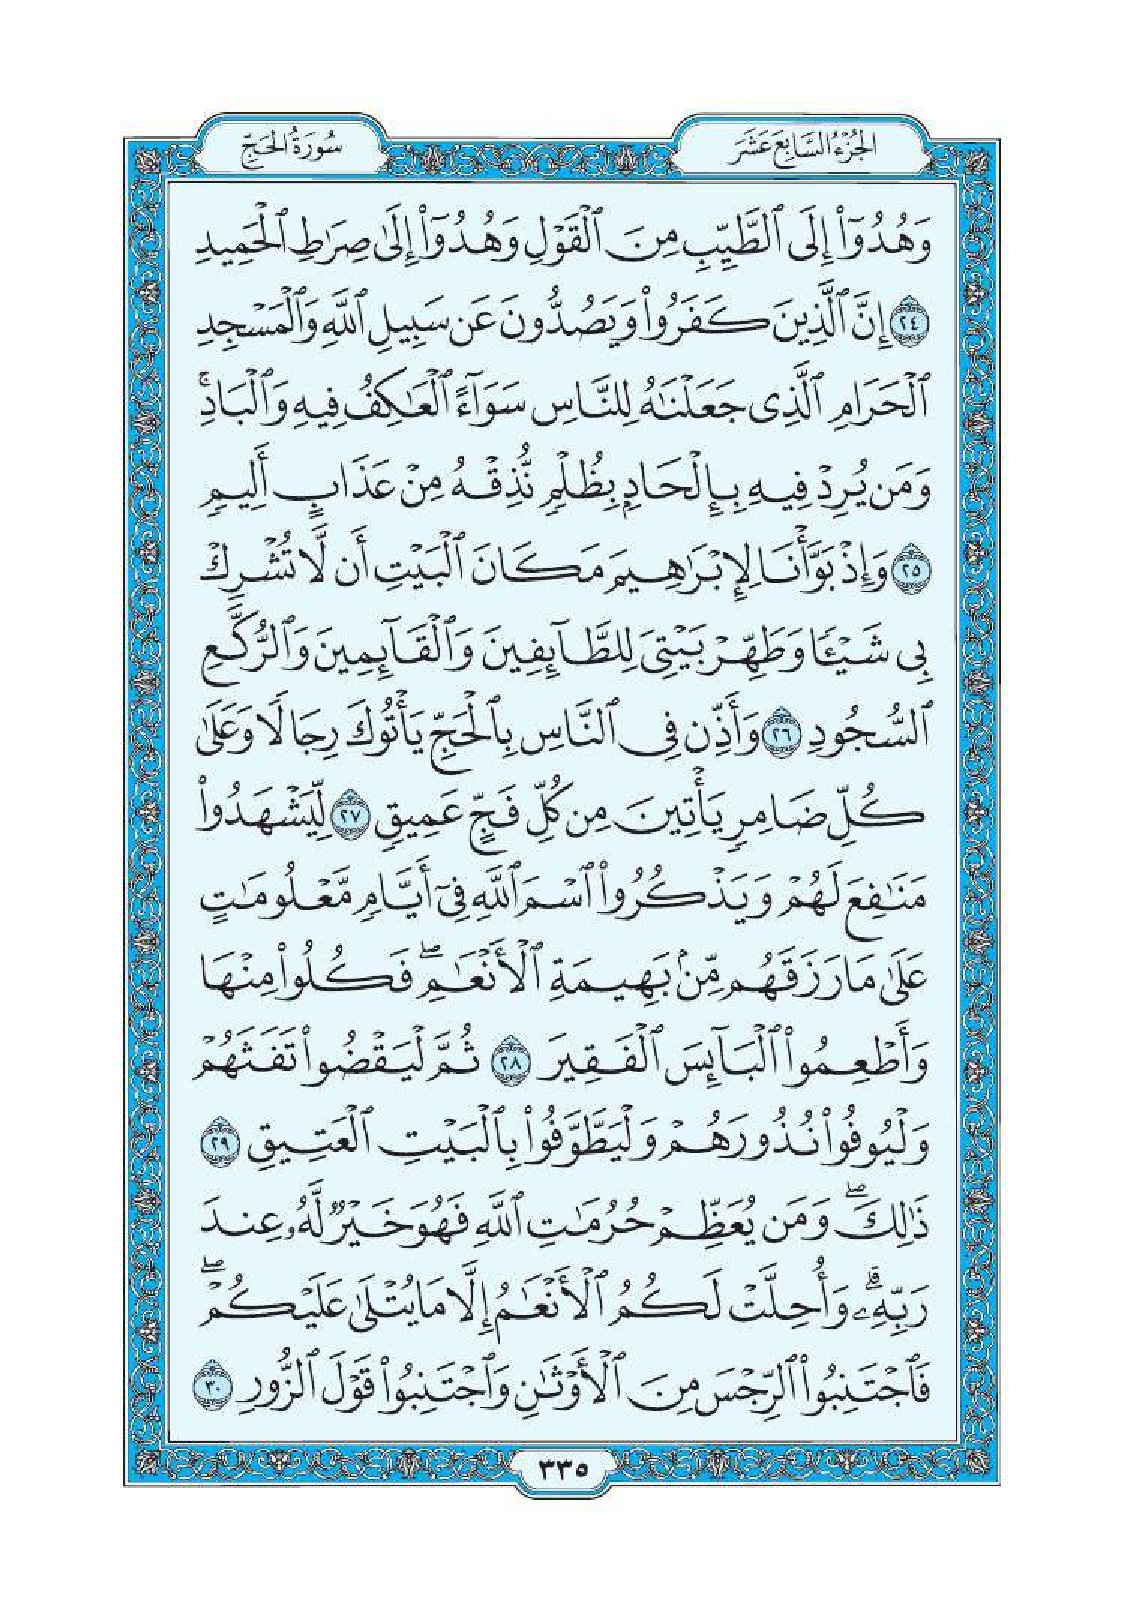 الجُزْءُ السَّابِعَ عَشَرَ
سُورَةُ الحَجِّ
وَهُدُوٓاْ إِلَى ٱلطَّيِّبِ مِنَ ٱلْقَوْلِ وَهُدُوٓاْ إِلَىٰ صِرَٰطِ ٱلْحَمِيدِ
٢٤ إِنَّ ٱلَّذِينَ كَفَرُواْ وَيَصُدُّونَ عَن سَبِيلِ ٱللَّهِ وَٱلْمَسْجِدِ
ٱلْحَرَامِ ٱلَّذِى جَعَلْنَٰهُ لِلنَّاسِ سَوَآءً ٱلْعَٰكِفُ فِيهِ وَٱلْبَادِۚ
وَمَن يُرِدْ فِيهِ بِإِلْحَادِۭ بِظُلْمٍ نُّذِقْهُ مِنْ عَذَابٍ أَلِيمٍ
٢٥ وَإِذْ بَوَّأْنَا لِإِبْرَٰهِيمَ مَكَانَ ٱلْبَيْتِ أَن لَّا تُشْرِكْ
بِى شَيْـًٔا وَطَهِّرْ بَيْتِىَ لِلطَّآئِفِينَ وَٱلْقَآئِمِينَ وَٱلرُّكَّعِ
ٱلسُّجُودِ ٢٦ وَأَذِّن فِى ٱلنَّاسِ بِٱلْحَجِّ يَأْتُوكَ رِجَالًا وَعَلَىٰ
كُلِّ ضَامِرٍ يَأْتِينَ مِن كُلِّ فَجٍّ عَمِيقٍ ٢٧ لِّيَشْهَدُواْ
مَنَٰفِعَ لَهُمْ وَيَذْكُرُواْ ٱسْمَ ٱللَّهِ فِىٓ أَيَّامٍ مَّعْلُومَٰتٍ
عَلَىٰ مَا رَزَقَهُم مِّنۢ بَهِيمَةِ ٱلْأَنْعَٰمِۖ فَكُلُواْ مِنْهَا
وَأَطْعِمُواْ ٱلْبَآئِسَ ٱلْفَقِيرَ ٢٨ ثُمَّ لْيَقْضُواْ تَفَثَهُمْ
وَلْيُوفُواْ نُذُورَهُمْ وَلْيَطَّوَّفُواْ بِٱلْبَيْتِ ٱلْعَتِيقِ ٢٩
ذَٰلِكَۖ وَمَن يُعَظِّمْ حُرُمَٰتِ ٱللَّهِ فَهُوَ خَيْرٌ لَّهُۥ عِندَ
رَبِّهِۦۗ وَأُحِلَّتْ لَكُمُ ٱلْأَنْعَٰمُ إِلَّا مَا يُتْلَىٰ عَلَيْكُمْۖ
فَٱجْتَنِبُواْ ٱلرِّجْسَ مِنَ ٱلْأَوْثَٰنِ وَٱجْتَنِبُواْ قَوْلَ ٱلزُّورِ ٣٠
٣٣٥